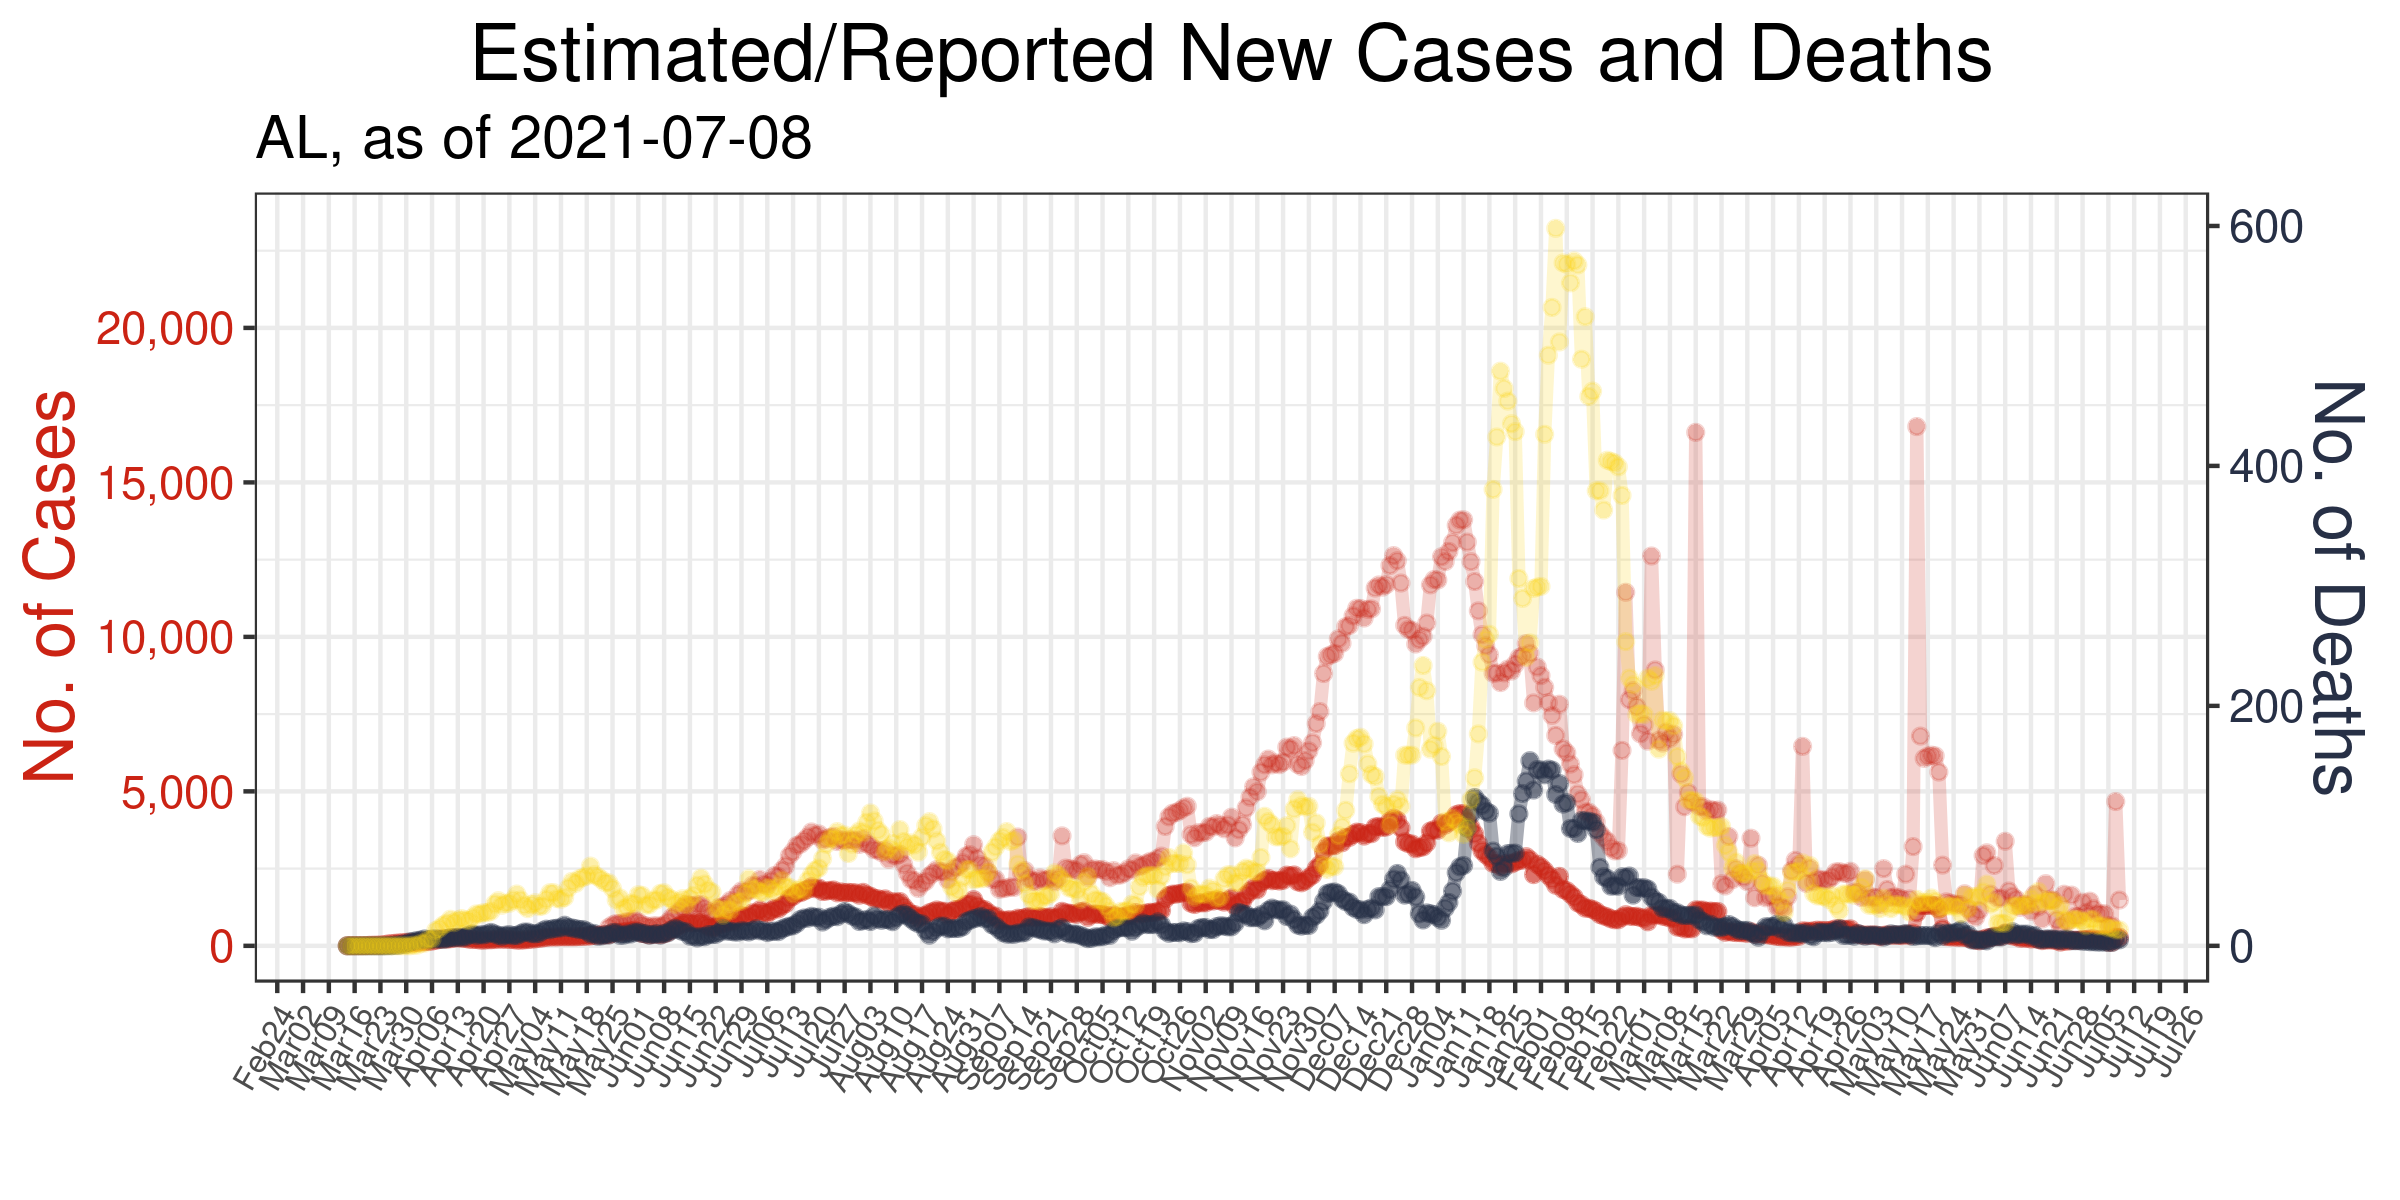 Estimated/Reported New Cases and Deaths
AL, as of 2021-07-08
No. of Cases
20,000
15,000
10,000
5,000
0
600
400
200
0
No. of Deaths
Feb24
Mar02
Mar09
Mar16
Mar23
Mar30
Apr06
Apr13
Apr20
Apr27
May04
May11
May18
May25
Jun01
Jun08
Jun15
Jun22
Jun29
Jul06
Jul13
Jul20
Jul27
Aug03
Aug10
Aug17
Aug24
Aug31
Sep07
Sep14
Sep21
Sep28
Oct05
Oct12
Oct19
Oct26
Nov02
Nov09
Nov16
Nov23
Nov30
Dec07
Dec14
Dec21
Dec28
Jan04
Jan11
Jan18
Jan25
Feb01
Feb08
Feb15
Feb22
Mar01
Mar08
Mar15
Mar22
Mar29
Apr05
Apr12
Apr19
Apr26
May03
May10
May17
May24
May31
Jun07
Jun14
Jun21
Jun28
Jul05
Jul12
Jul19
Jul26